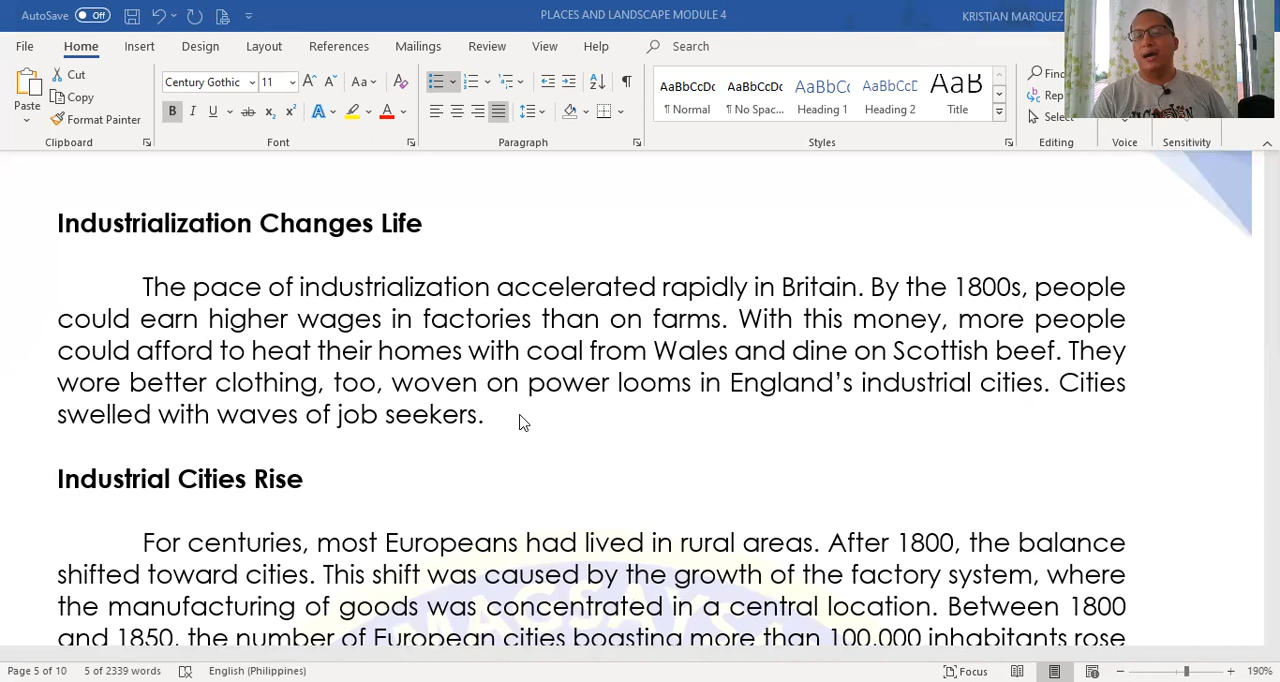 AutoSave Off PLACES AND LANDSCAPE MODULE 4 KRISTIAN MARQUEZ
File Home Insert Design Layout References Mailings Review View Help Search
Paste
Cut
Copy
Format Painter
Century Gothic 11
AaBbCcDc AaBbCcDc AaBbCc AaBbCcD AaB
¶ Normal ¶ No Spac... Heading 1 Heading 2 Title
Clipboard Font Paragraph Styles Editing Voice Sensitivity
Industrialization Changes Life
The pace of industrialization accelerated rapidly in Britain. By the 1800s, people
could earn higher wages in factories than on farms. With this money, more people
could afford to heat their homes with coal from Wales and dine on Scottish beef. They
wore better clothing, too, woven on power looms in England’s industrial cities. Cities
swelled with waves of job seekers.
Industrial Cities Rise
For centuries, most Europeans had lived in rural areas. After 1800, the balance
shifted toward cities. This shift was caused by the growth of the factory system, where
the manufacturing of goods was concentrated in a central location. Between 1800
and 1850, the number of European cities boasting more than 100,000 inhabitants rose
Page 5 of 10 5 of 2339 words English (Philippines) Focus 190%